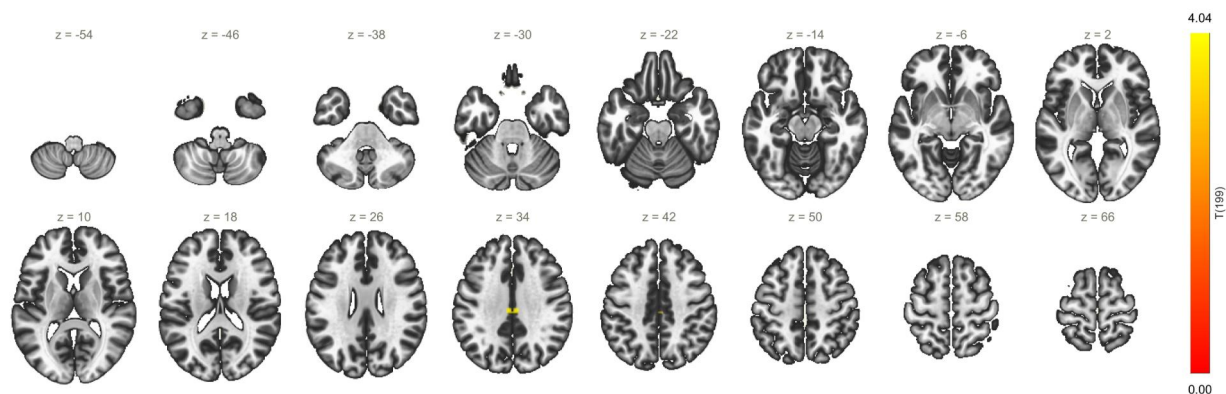 4.04
z = -54
z = -46
z = -38
z = -30
z = -22
z = -14
z = -6
z = 2
T(199)
z = 10
z = 18
z = 26
z = 34
z = 42
z = 50
z = 58
z = 66
0.00